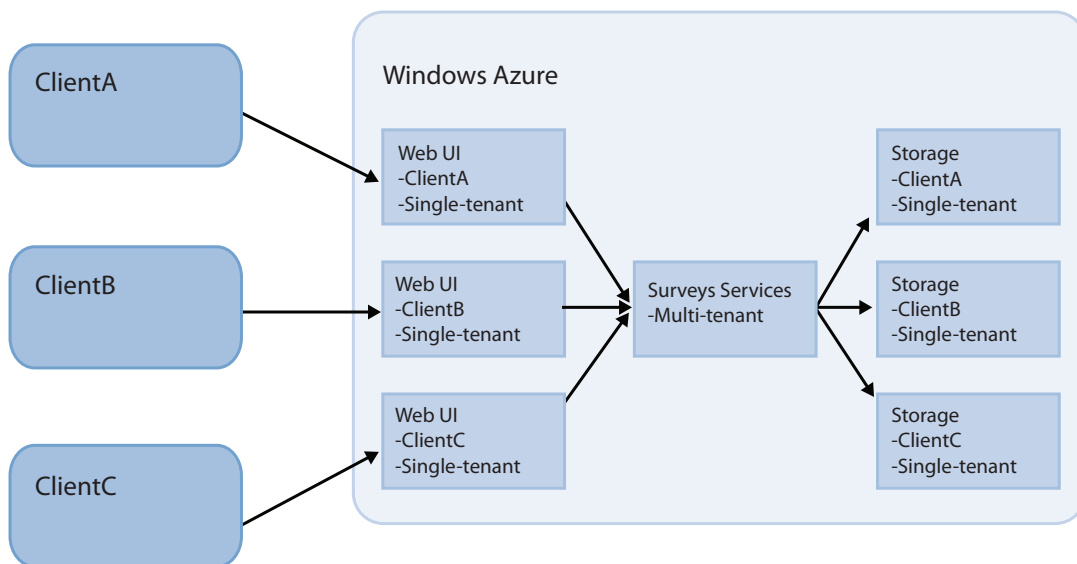 ClientA
ClientB
ClientC
Windows Azure
Web UI
-ClientA
-Single-tenant
Web UI
-ClientB
-Single-tenant
Web UI
-ClientC
-Single-tenant
Surveys Services
-Multi-tenant
Storage
-ClientA
-Single-tenant
Storage
-ClientB
-Single-tenant
Storage
-ClientC
-Single-tenant